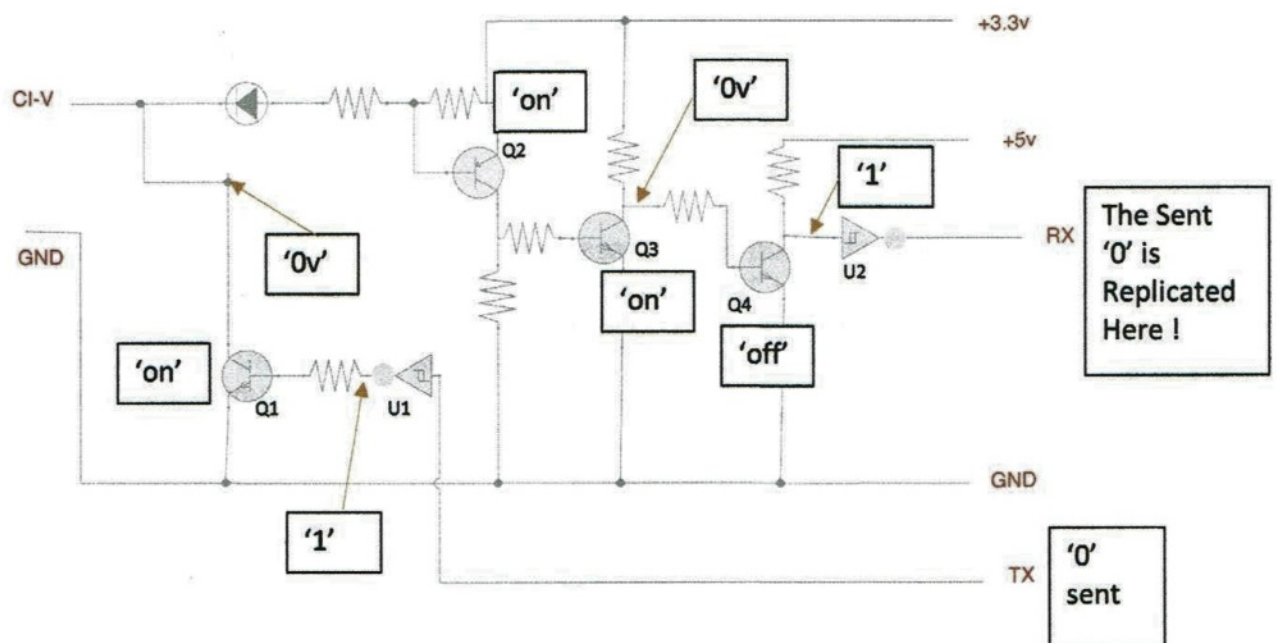 +3.3v
CI-V
'on'
'0v'
Q2
+5v
'1'
GND
'0v'
Q3
'on'
Q4
'off'
U2
RX
The Sent
'0' is
Replicated
Here !
'on'
Q1
U1
'1'
GND
TX
'0'
sent